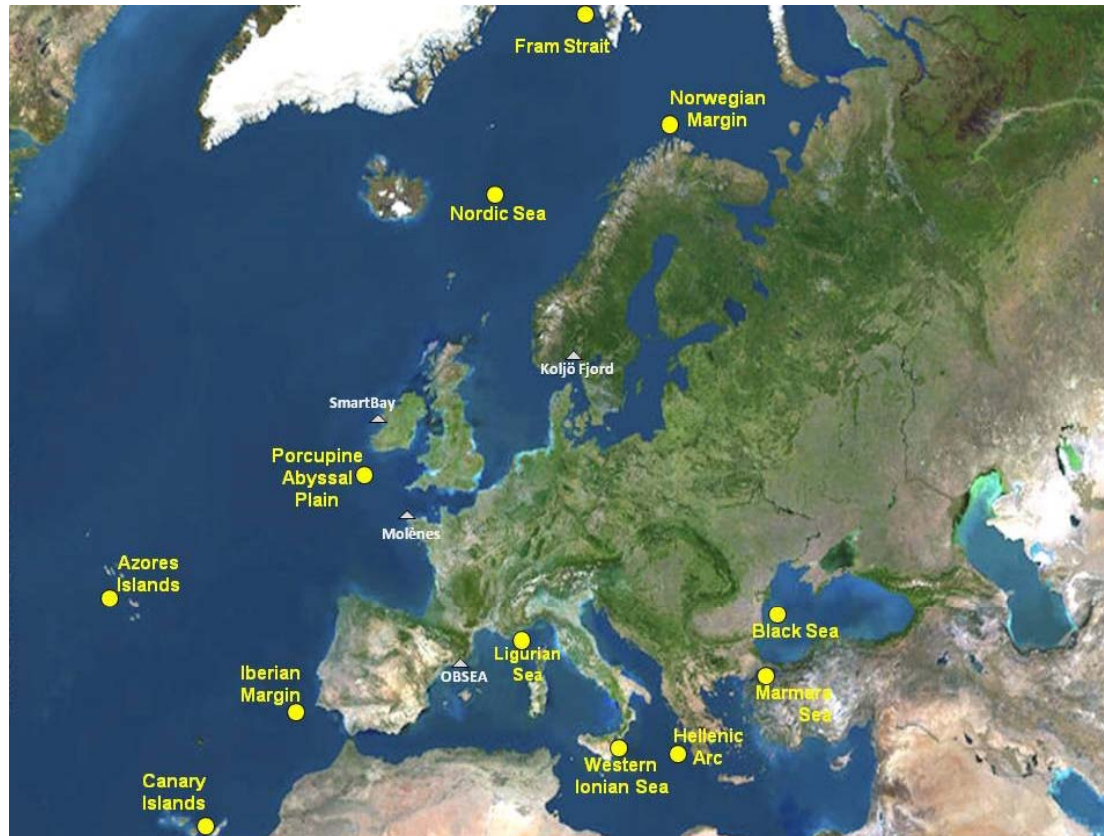 Fram Strait
Norwegian
Margin
Nordic Sea
Koljö Fjord
SmartBay
Porcupine
Abyssal
Plain
Molènes
Azores
Islands
Black Sea
Ligurian
Sea
OBSEA
Iberian
Margin
Marmara
Sea
Hellenic
Arc
Western
Ionian Sea
Canary
Islands